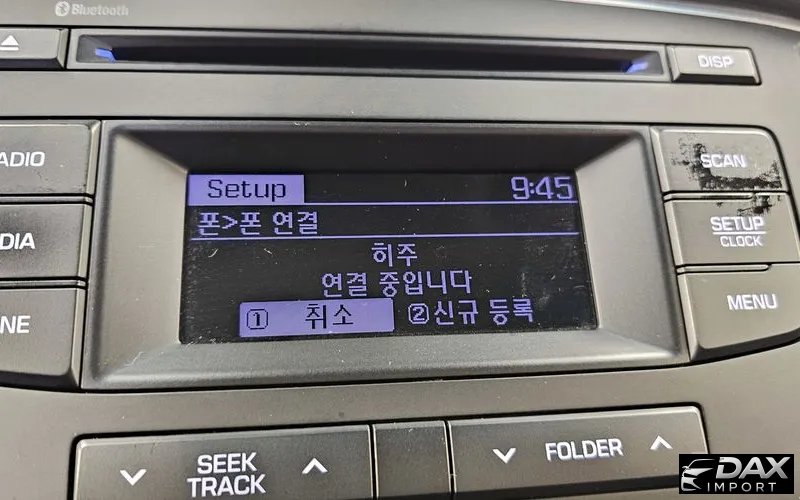 Bluetooth
DISP
SCAN
Setup 9:45
폰>폰 연결
히주
연결 중입니다
1 취소 2 신규 등록
SETUP
CLOCK
MENU
SEEK
TRACK
FOLDER
DAX
IMPORT